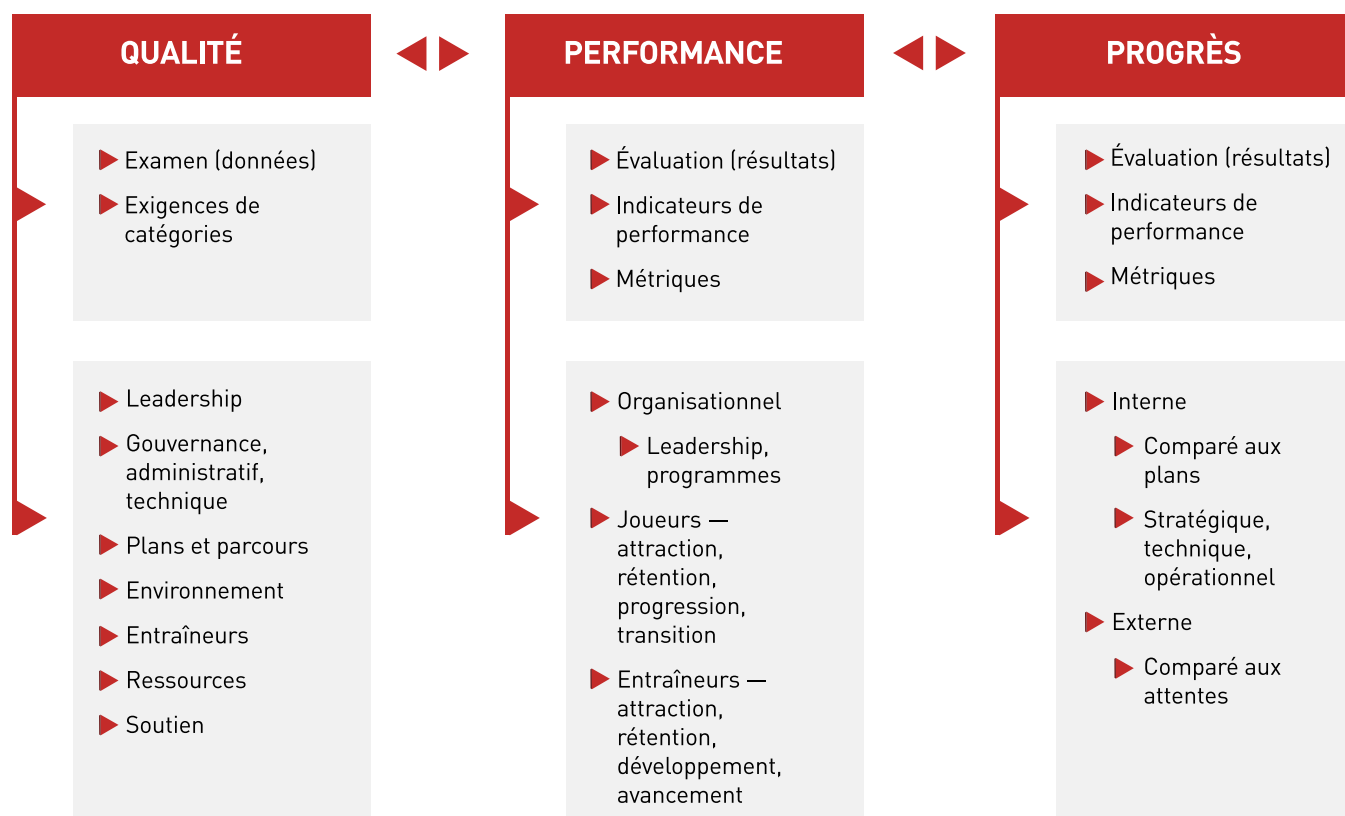 QUALITÉ
Examen (données)
Exigences de
catégories
Leadership
Gouvernance,
administratif,
technique
Plans et parcours
Environnement
Entraîneurs
Ressources
Soutien
PERFORMANCE
Évaluation (résultats)
Indicateurs de
performance
Métriques
Organisationnel
Leadership,
programmes
Joueurs —
attraction,
rétention,
progression,
transition
Entraîneurs —
attraction,
rétention,
développement,
avancement
PROGRÈS
Évaluation (résultats)
Indicateurs de
performance
Métriques
Interne
Comparé aux
plans
Stratégique,
technique,
opérationnel
Externe
Comparé aux
attentes